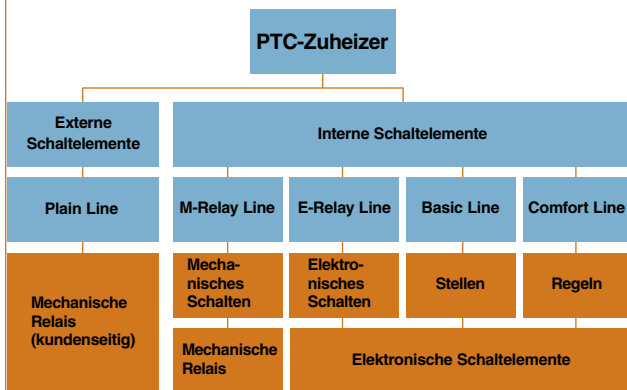 PTC-Zuheizer
Externe
Schaltelemente
Interne Schaltelemente
Plain Line
M-Relay Line
E-Relay Line
Basic Line
Comfort Line
Mechanische
Relais
(kundenseitig)
Mecha-
nisches
Schalten
Elektro-
nisches
Schalten
Stellen
Regeln
Mechanische
Relais
Elektronische Schaltelemente